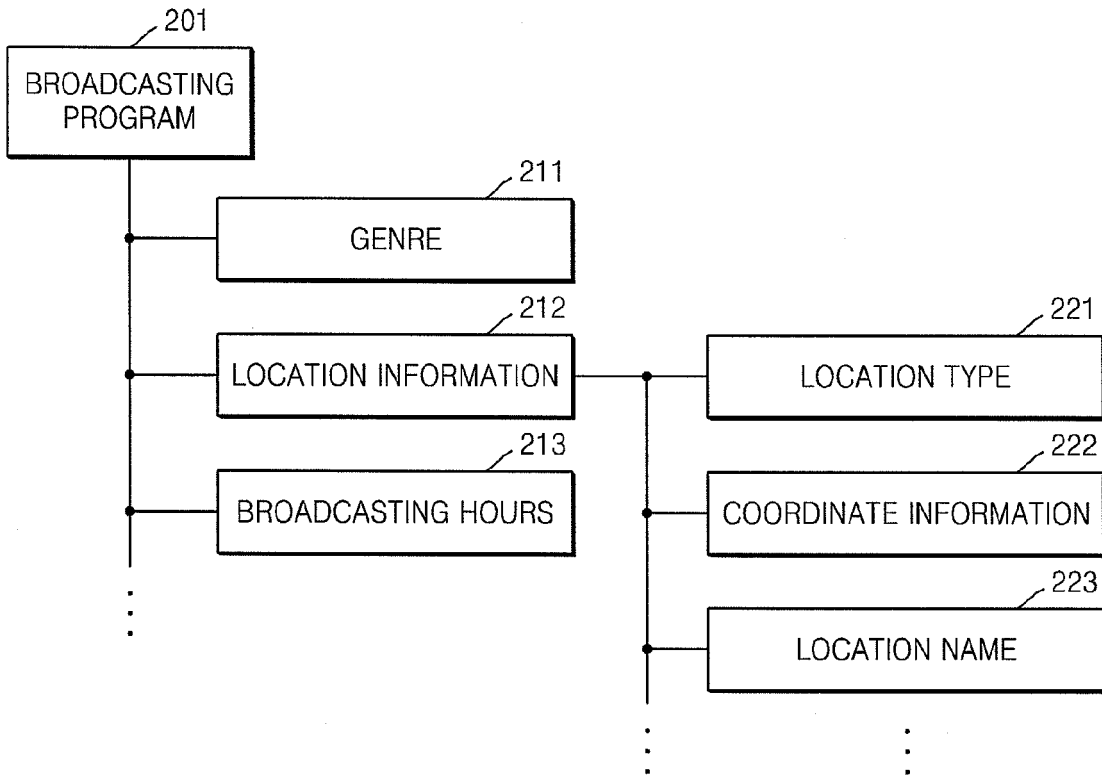 201
BROADCASTING
PROGRAM
211
GENRE
212
LOCATION INFORMATION
213
BROADCASTING HOURS
221
LOCATION TYPE
222
COORDINATE INFORMATION
223
LOCATION NAME